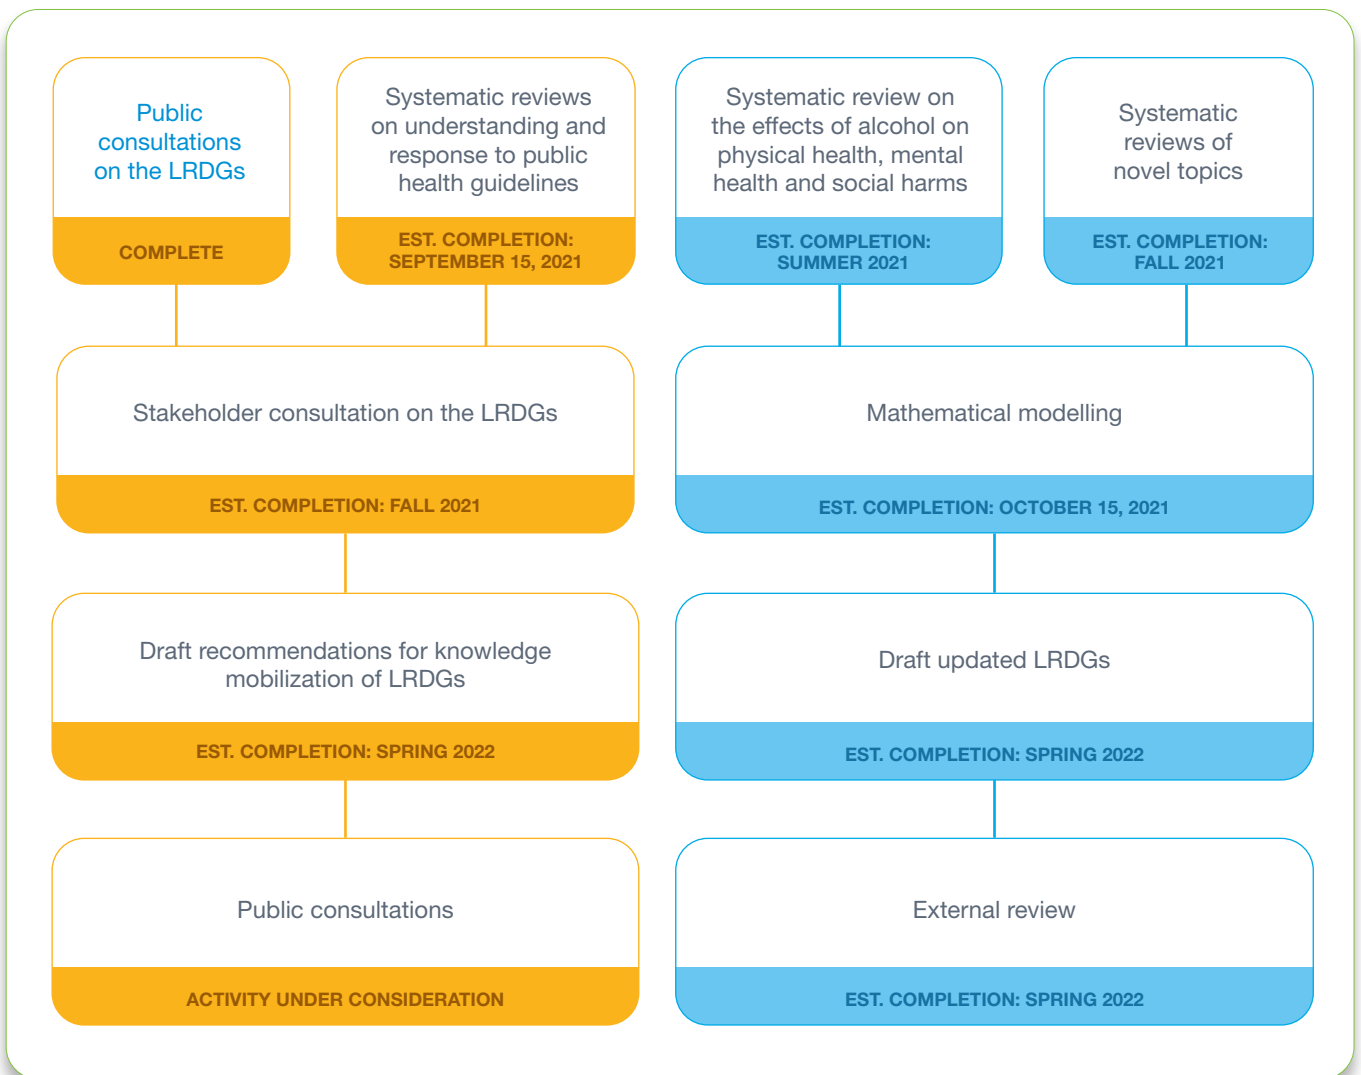 Public
consultations
on the LRDGs
COMPLETE
Systematic reviews
on understanding and
response to public
health guidelines
EST. COMPLETION:
SEPTEMBER 15, 2021
Systematic review on
the effects of alcohol on
physical health, mental
health and social harms
EST. COMPLETION:
SUMMER 2021
Systematic
reviews of
novel topics
EST. COMPLETION:
FALL 2021
Stakeholder consultation on the LRDGs
EST. COMPLETION: FALL 2021
Mathematical modelling
EST. COMPLETION: OCTOBER 15, 2021
Draft recommendations for knowledge
mobilization of LRDGs
EST. COMPLETION: SPRING 2022
Draft updated LRDGs
EST. COMPLETION: SPRING 2022
Public consultations
ACTIVITY UNDER CONSIDERATION
External review
EST. COMPLETION: SPRING 2022